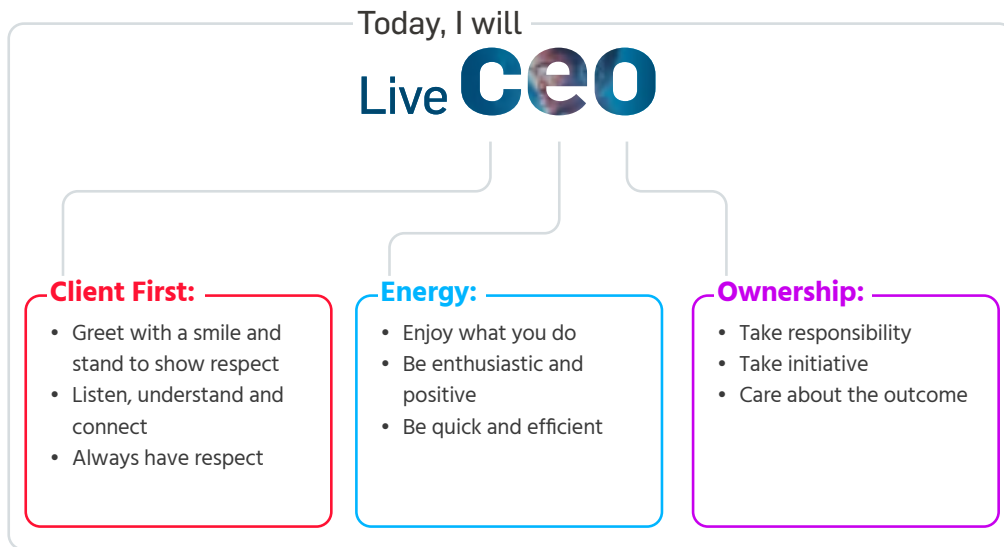 Today, I will
Live ceo
Client First:
• Greet with a smile and
stand to show respect
• Listen, understand and
connect
• Always have respect
Energy:
• Enjoy what you do
• Be enthusiastic and
positive
• Be quick and efficient
Ownership:
• Take responsibility
• Take initiative
• Care about the outcome